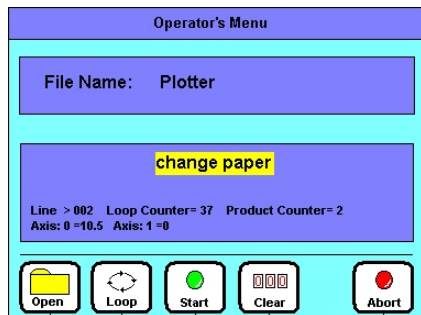 Operator's Menu
File Name: Plotter
change paper
Line > 002 Loop Counter= 37 Product Counter= 2
Axis: 0 =10.5 Axis: 1 =0
000
Open Loop Start Clear Abort